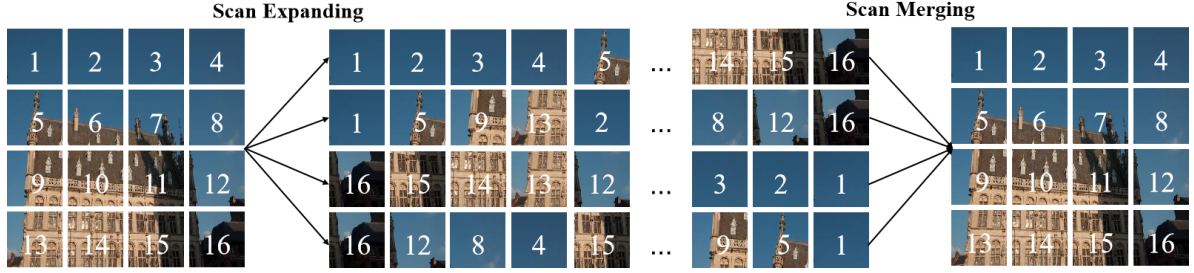 Scan Expanding Scan Merging
1 2 3 4 1 2 3 4 5 ... 14 15 16 1 2 3 4
5 6 7 8 1 5 9 13 2 ... 8 12 16 5 6 7 8
9 10 11 12 16 15 14 13 12 ... 3 2 1 9 10 11 12
13 14 15 16 16 12 8 4 15 ... 9 5 1 13 14 15 16